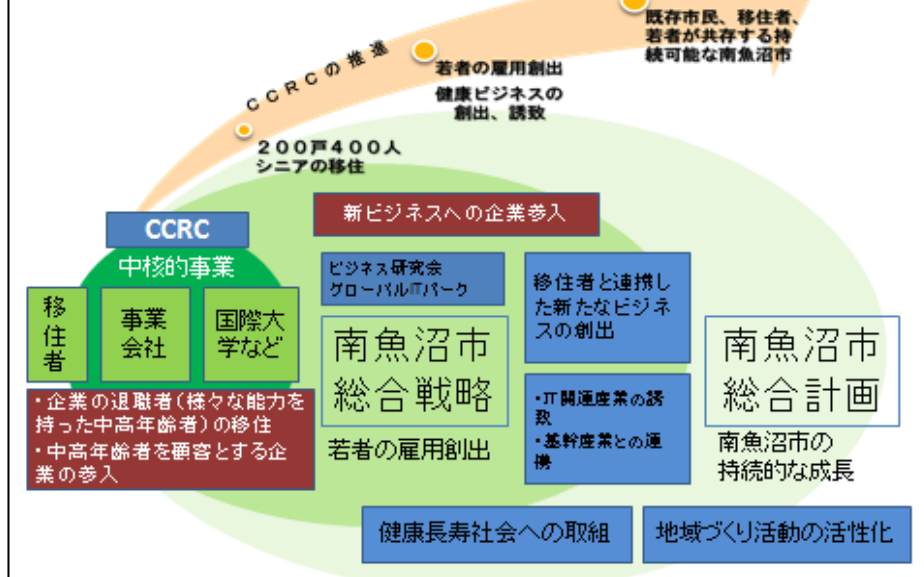 既存市民、移住者、
若者が共存する持
続可能な南魚沼市
CCRCの推進
若者の雇用創出
健康ビジネスの
創出、誘致
200戸400人
シニアの移住
新ビジネスへの企業参入
CCRC
中核的事業
移
住
者
事業
会社
国際大
学など
・企業の退職者(様々な能力を
持った中高年齢者)の移住
・中高年齢者を顧客とする企
業の参入
ビジネス研究会
グローバルITパーク
南魚沼市
総合戦略
若者の雇用創出
移住者と連携し
た新たなビジネ
スの創出
・IT関連産業の誘
致
・基幹産業との連
携
南魚沼市
総合計画
南魚沼市の
持続的な成長
健康長寿社会への取組
地域づくり活動の活性化